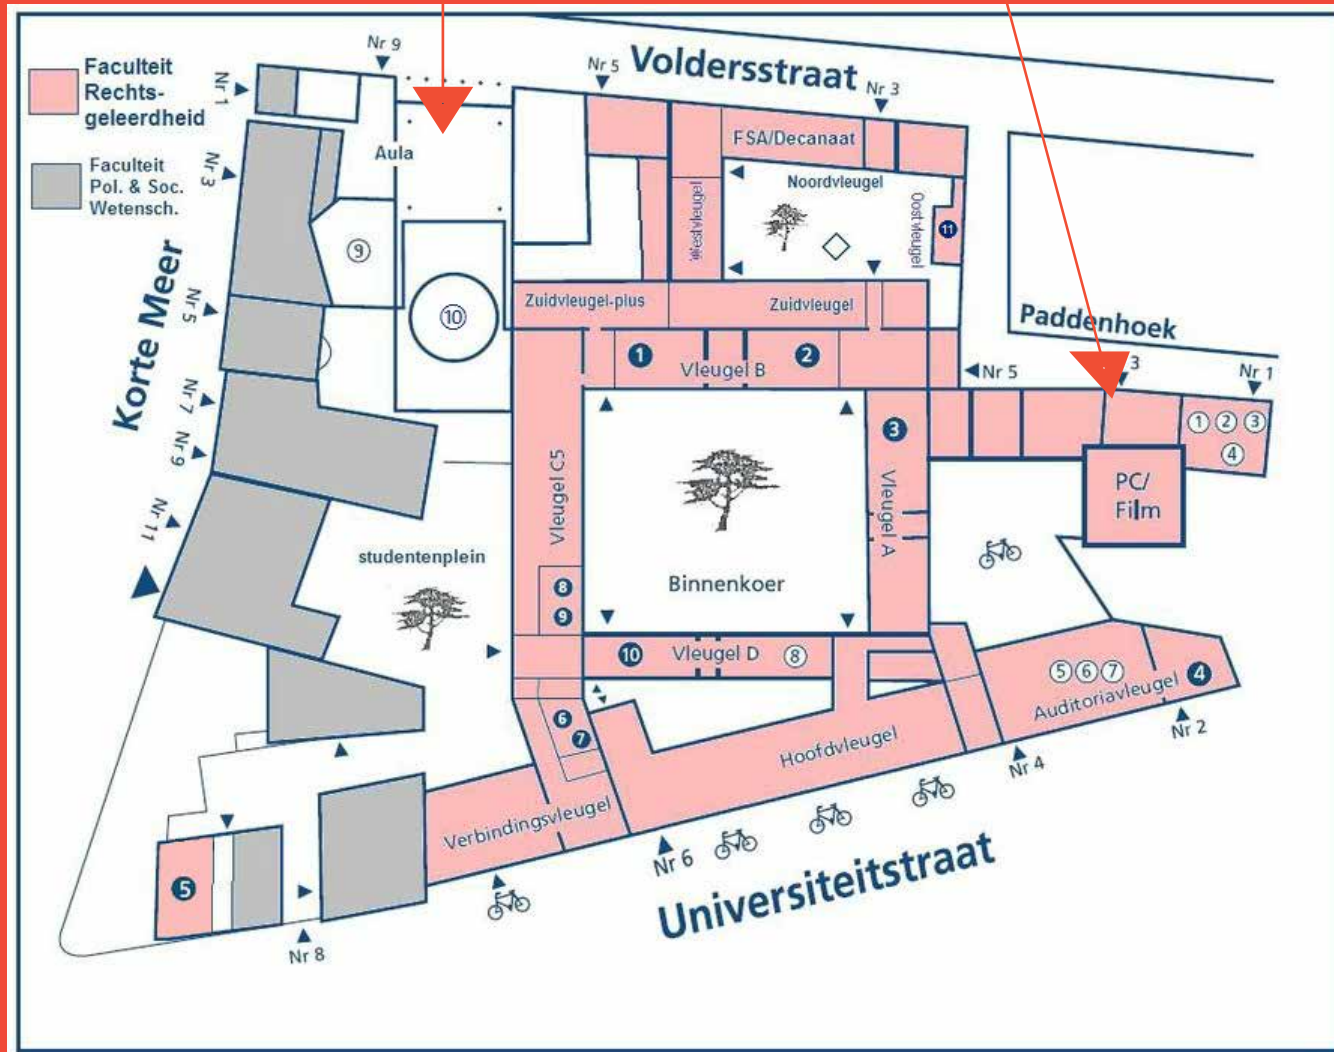 Nr 9
Nr 5
Voldersstraat
Nr 3
Faculteit
Rechts-
geleerdheid
Nr 1
FSA/Decanaat
Aula
Faculteit
Pol. & Soc.
Wetensch.
Nr 3
Noordvleugel
Westvleugel
Oostvleugel
11
9
Korte Meer
Nr 5
10
Zuidvleugel-plus
Zuidvleugel
Paddenhoek
1
2
Vleugel B
Nr 5
3
Nr 1
Nr 7
Nr 9
3
1 2 3
4
Vleugel C5
Vleugel A
PC/
Film
Nr 11
studentenplein
Binnenkoer
8
9
10
Vleugel D
8
5 6 7
4
Auditoriavleugel
6
7
Hoofdvleugel
Nr 2
Nr 4
Verbindingsvleugel
Nr 6
Universiteitstraat
5
Nr 8